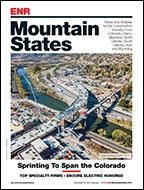 ENR
Mountain
States
News and Analysis
for the Construction
Industry From
Colorado, Idaho,
Montana, North
Dakota, South
Dakota, Utah
and Wyoming
Sprinting To Span the Colorado
TOP SPECIALTY FIRMS • ENCORE ELECTRIC HONORED